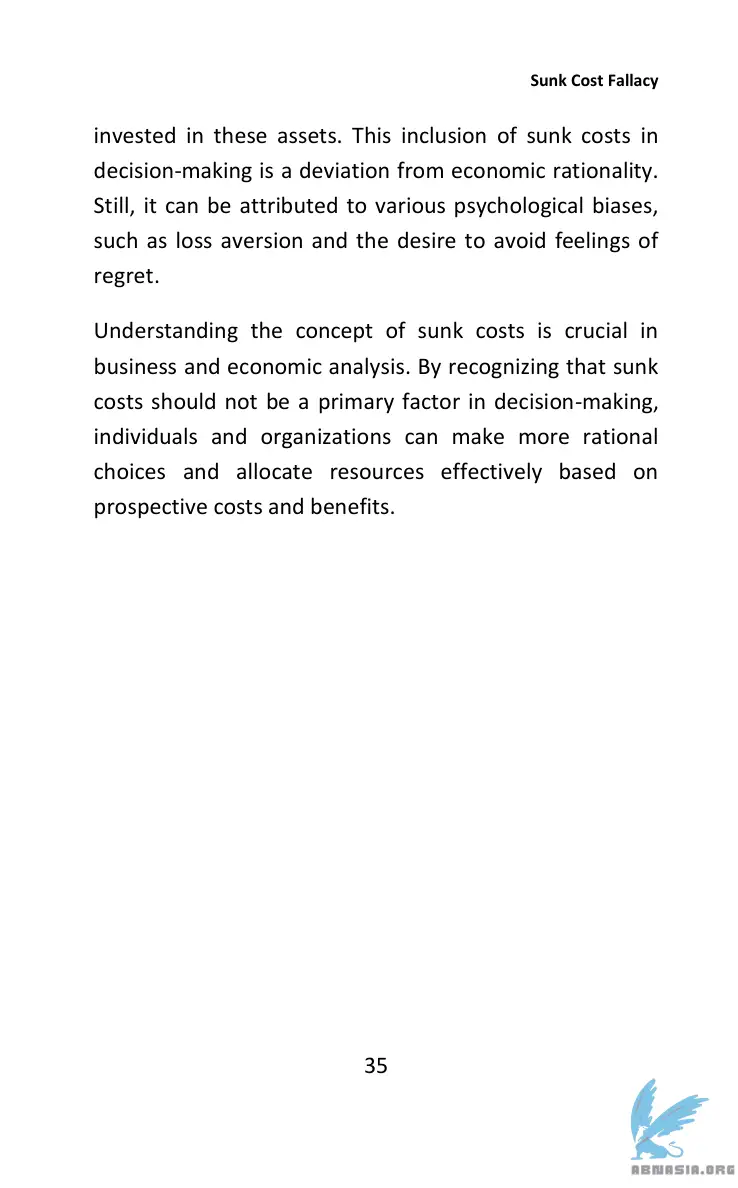 Sunk Cost Fallacy
invested in these assets. This inclusion of sunk costs in
decision-making is a deviation from economic rationality.
Still, it can be attributed to various psychological biases,
such as loss aversion and the desire to avoid feelings of
regret.
Understanding the concept of sunk costs is crucial in
business and economic analysis. By recognizing that sunk
costs should not be a primary factor in decision-making,
individuals and organizations can make more rational
choices and allocate resources effectively based on
prospective costs and benefits.
35
ABNASIA.ORG